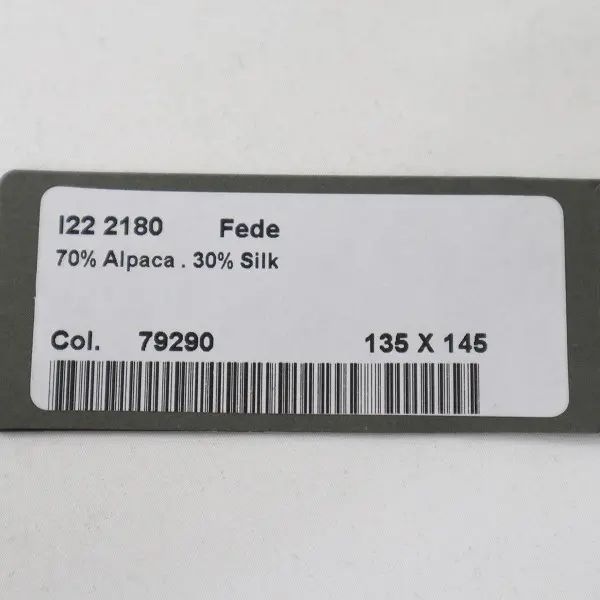 I22 2180 Fede
70% Alpaca . 30% Silk
Col. 79290 135 X 145